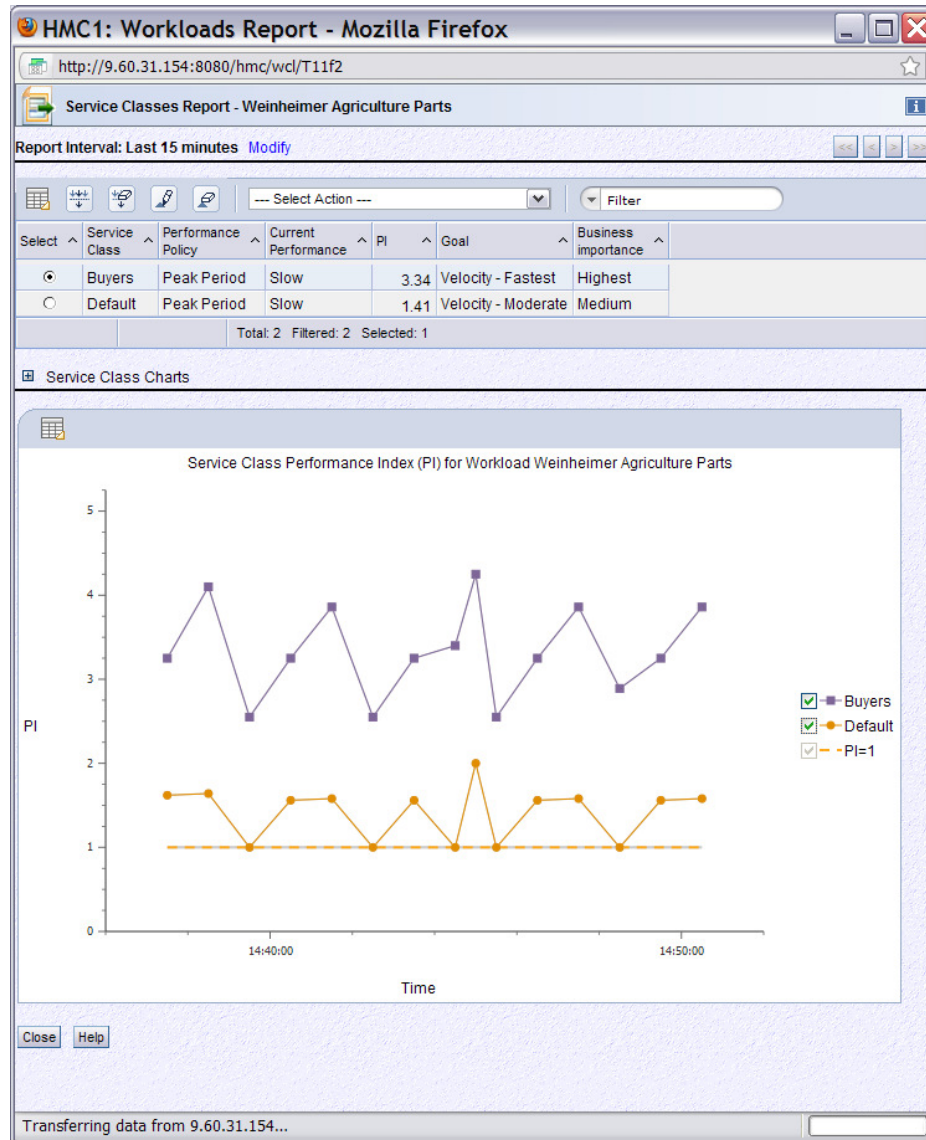 HMC1: Workloads Report - Mozilla Firefox
http://9.60.31.154:8080/hmc/wcl/T11f2
Service Classes Report - Weinheimer Agriculture Parts
i
Report Interval: Last 15 minutes Modify
<< < > >>
--- Select Action --- Filter
Select Service Class Performance Policy Current Performance PI Goal Business importance
Buyers Peak Period Slow 3.34 Velocity - Fastest Highest
Default Peak Period Slow 1.41 Velocity - Moderate Medium
Total: 2 Filtered: 2 Selected: 1
Service Class Charts
Service Class Performance Index (PI) for Workload Weinheimer Agriculture Parts
5
4
3
Buyers
PI
Default
PI=1
2
1
0
14:40:00 14:50:00
Time
Close Help
Transferring data from 9.60.31.154...